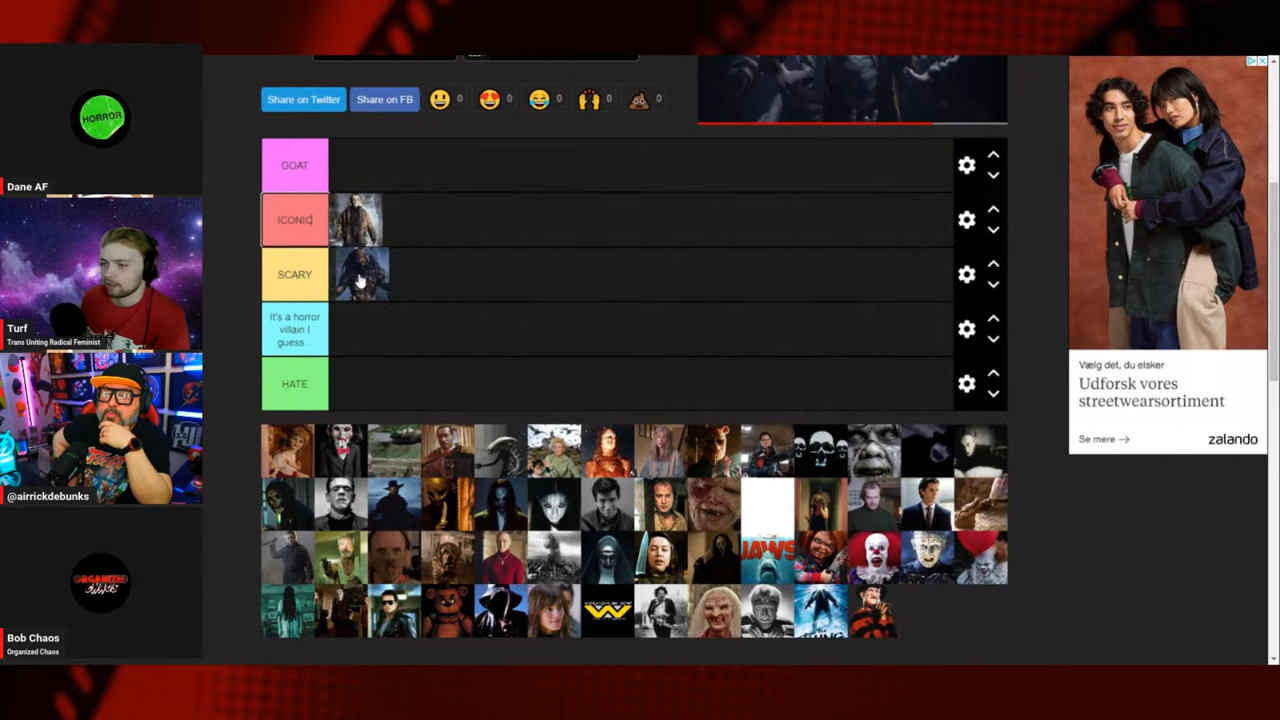 HORROR
Dane AF
Turf
Trans Uniting Radical Feminist
@airrickdebunks
ORGANIZED
Bob Chaos
Organized Chaos
Share on Twitter
Share on FB
0
0
0
0
0
GOAT
ICONIC
SCARY
It's a horror
villain I
guess...
HATE
JAWS
THING
Vælg det, du elsker
Udforsk vores
streetwearsortiment
Se mere →
zalando